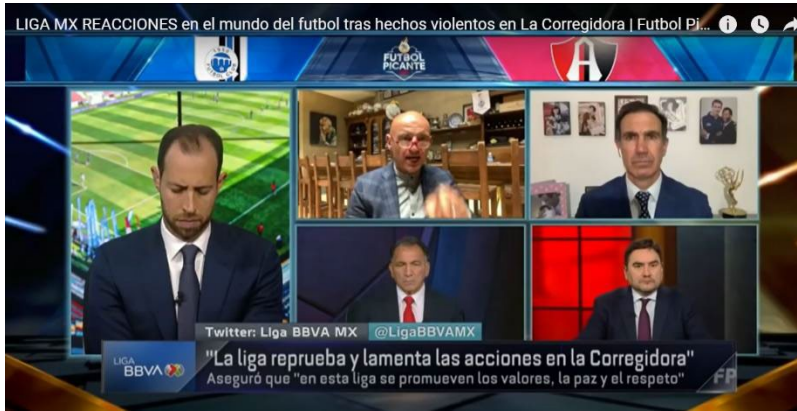 LIGA MX REACCIONES en el mundo del futbol tras hechos violentos en La Corregidora | Futbol Pi...
FUTBOL
PICANTE
A
Twitter: Liga BBVA MX @LigaBBVAMX
LIGA
BBVA MX
"La liga reprueba y lamenta las acciones en la Corregidora"
Aseguró que "en esta liga se promueven los valores, la paz y el respeto"
FP